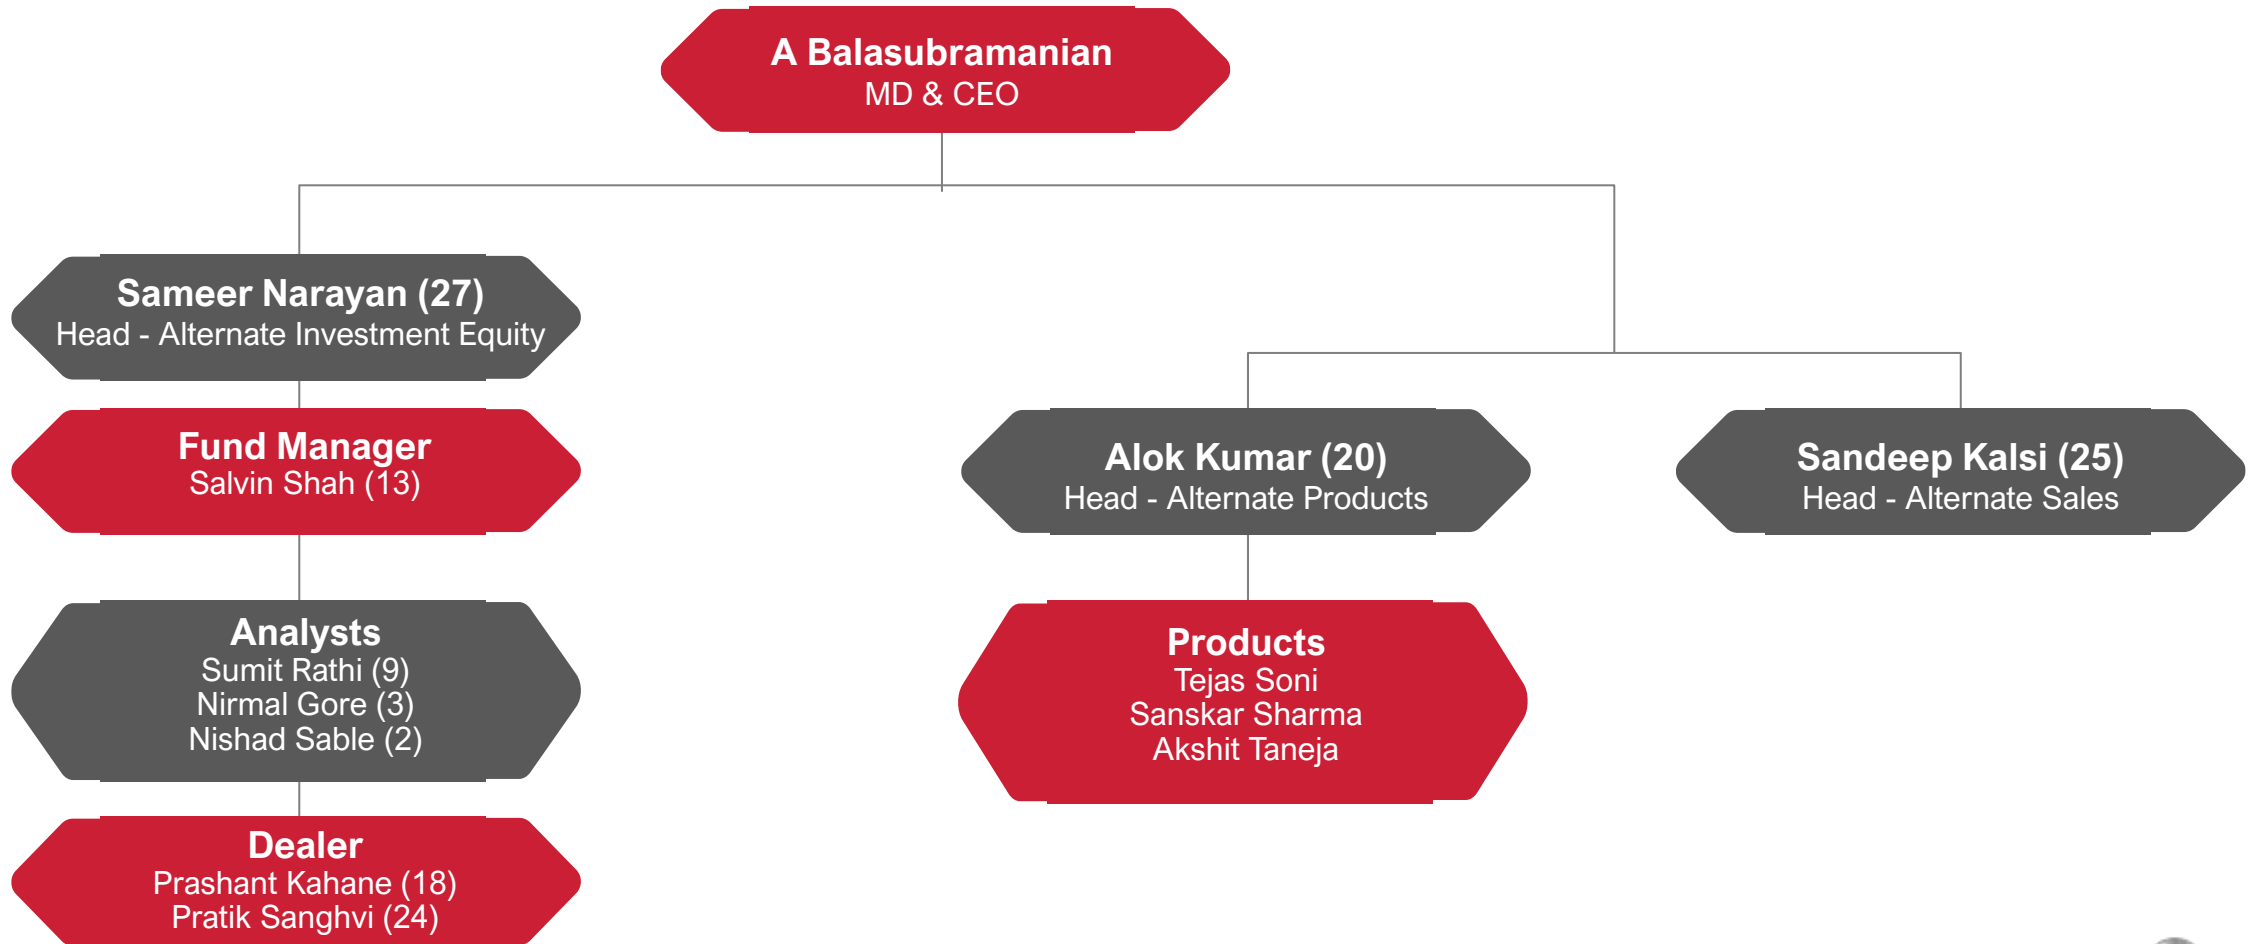 A Balasubramanian
MD & CEO
Sameer Narayan (27)
Head - Alternate Investment Equity
Fund Manager
Salvin Shah (13)
Analysts
Sumit Rathi (9)
Nirmal Gore (3)
Nishad Sable (2)
Dealer
Prashant Kahane (18)
Pratik Sanghvi (24)
Alok Kumar (20)
Head - Alternate Products
Products
Tejas Soni
Sanskar Sharma
Akshit Taneja
Sandeep Kalsi (25)
Head - Alternate Sales